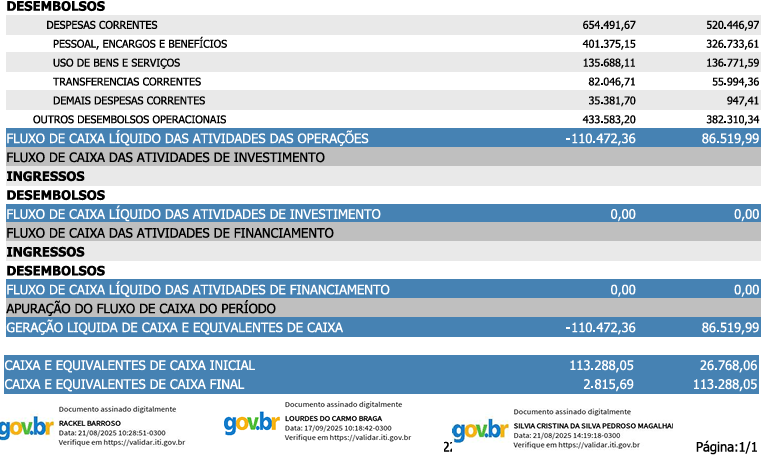 DESEMBOLSOS
DESPESAS CORRENTES 654.491,67 520.446,97
PESSOAL, ENCARGOS E BENEFÍCIOS 401.375,15 326.733,61
USO DE BENS E SERVIÇOS 135.688,11 136.771,59
TRANSFERENCIAS CORRENTES 82.046,71 55.994,36
DEMAIS DESPESAS CORRENTES 35.381,70 947,41
OUTROS DESEMBOLSOS OPERACIONAIS 433.583,20 382.310,34
FLUXO DE CAIXA LÍQUIDO DAS ATIVIDADES DAS OPERAÇÕES -110.472,36 86.519,99
FLUXO DE CAIXA DAS ATIVIDADES DE INVESTIMENTO
INGRESSOS
DESEMBOLSOS
FLUXO DE CAIXA LÍQUIDO DAS ATIVIDADES DE INVESTIMENTO 0,00 0,00
FLUXO DE CAIXA DAS ATIVIDADES DE FINANCIAMENTO
INGRESSOS
DESEMBOLSOS
FLUXO DE CAIXA LÍQUIDO DAS ATIVIDADES DE FINANCIAMENTO 0,00 0,00
APURAÇÃO DO FLUXO DE CAIXA DO PERÍODO
GERAÇÃO LIQUIDA DE CAIXA E EQUIVALENTES DE CAIXA -110.472,36 86.519,99
CAIXA E EQUIVALENTES DE CAIXA INICIAL 113.288,05 26.768,06
CAIXA E EQUIVALENTES DE CAIXA FINAL 2.815,69 113.288,05
gov.br
Documento assinado digitalmente
RACKEL BARROSO
Data: 21/08/2025 10:28:51-0300
Verifique em https://validar.iti.gov.br
gov.br
Documento assinado digitalmente
LOURDES DO CARMO BRAGA
Data: 17/09/2025 10:18:42-0300
Verifique em https://validar.iti.gov.br
gov.br
Documento assinado digitalmente
SILVIA CRISTINA DA SILVA PEDROSO MAGALHA
Data: 21/08/2025 14:19:18-0300
Verifique em https://validar.iti.gov.br
Página:1/1